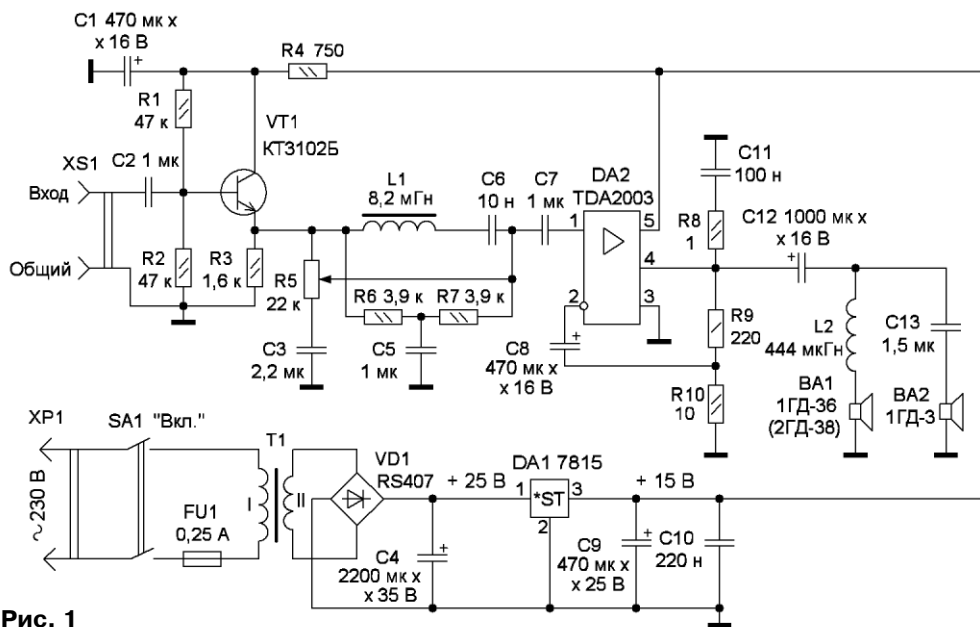 C1 470 мк x
x 16 В
+
R4 750
R1
47 к
VT1
КТ3102Б
XS1
C2 1 мк
Вход
Общий
R2
47 к
R3
1,6 к
L1
8,2 мГн
C6
10 н
C7
1 мк
R5
22 к
R6 3,9 к
R7 3,9 к
C3
2,2 мк
C5
1 мк
DA2
TDA2003
1
5
4
2
3
C8
470 мк x
x 16 В
+
C11
100 н
R8
1
C12 1000 мк x
x 16 В
+
R9
220
R10
10
L2
444 мкГн
C13
1,5 мк
BA1
1ГД-36
(2ГД-38)
BA2
1ГД-3
XP1
SA1 "Вкл."
~230 В
FU1
0,25 А
T1
I
II
VD1
RS407
+ 25 В
C4
2200 мк x
x 35 В
+
DA1 7815
1
*ST
3
2
+ 15 В
C9
470 мк x
x 25 В
+
C10
220 н
Рис. 1